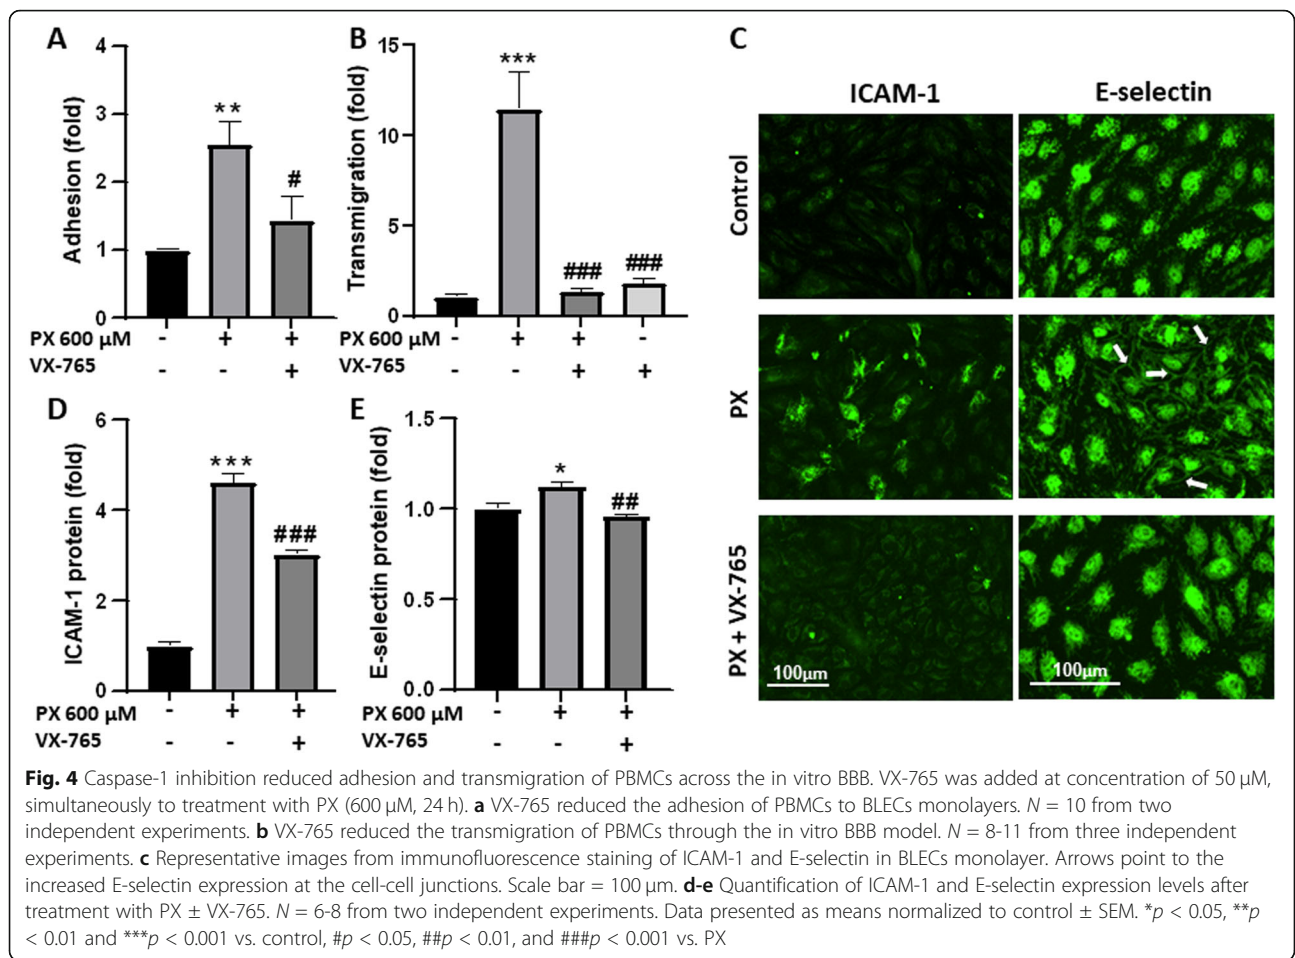 A
4
3
2
1
0
Adhesion (fold)
**
#
PX 600 µM - + +
VX-765 - - +
B
15
10
5
0
Transmigration (fold)
***
###
###
- + + -
- - + +
C
ICAM-1 E-selectin
Control
PX
PX + VX-765
100µm
100µm
D
6
4
2
0
ICAM-1 protein (fold)
***
###
PX 600 µM - + +
VX-765 - - +
E
1.5
1.0
0.5
0.0
E-selectin protein (fold)
*
##
PX 600 µM - + +
VX-765 - - +
Fig. 4 Caspase-1 inhibition reduced adhesion and transmigration of PBMCs across the in vitro BBB. VX-765 was added at concentration of 50 µM,
simultaneously to treatment with PX (600 µM, 24 h). a VX-765 reduced the adhesion of PBMCs to BLECs monolayers. N = 10 from two
independent experiments. b VX-765 reduced the transmigration of PBMCs through the in vitro BBB model. N = 8-11 from three independent
experiments. c Representative images from immunofluorescence staining of ICAM-1 and E-selectin in BLECs monolayer. Arrows point to the
increased E-selectin expression at the cell-cell junctions. Scale bar = 100 µm. d-e Quantification of ICAM-1 and E-selectin expression levels after
treatment with PX ± VX-765. N = 6-8 from two independent experiments. Data presented as means normalized to control ± SEM. *p < 0.05, **p
< 0.01 and ***p < 0.001 vs. control, #p < 0.05, ##p < 0.01, and ###p < 0.001 vs. PX